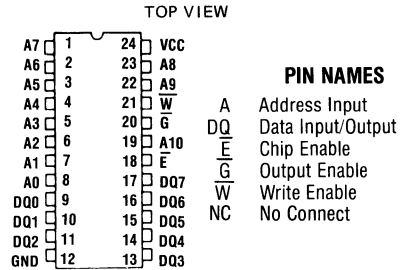 TOP VIEW
A7 1 24 VCC
A6 2 23 A8
A5 3 22 A9
A4 4 21 W̅
A3 5 20 G̅
A2 6 19 A10
A1 7 18 E̅
A0 8 17 DQ7
DQ0 9 16 DQ6
DQ1 10 15 DQ5
DQ2 11 14 DQ4
GND 12 13 DQ3
PIN NAMES
A Address Input
DQ Data Input/Output
E̅ Chip Enable
G̅ Output Enable
W̅ Write Enable
NC No Connect